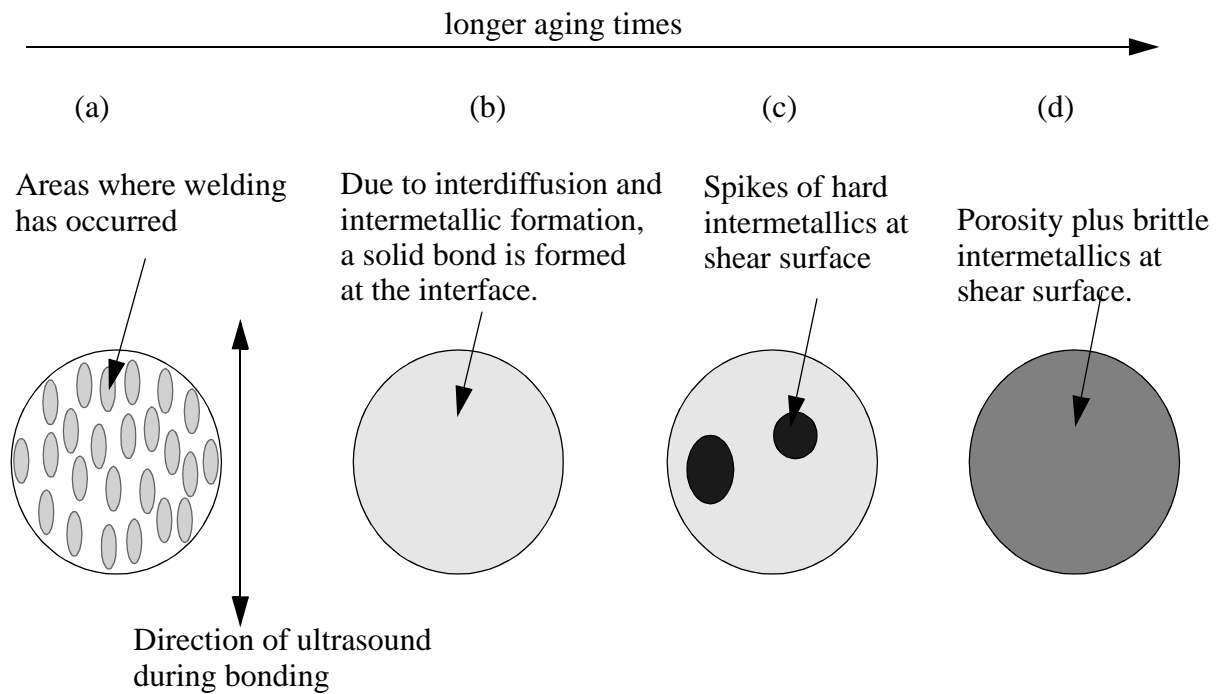 longer aging times
(a)
(b)
(c)
(d)
Areas where welding
has occurred
Due to interdiffusion and
intermetallic formation,
a solid bond is formed
at the interface.
Spikes of hard
intermetallics at
shear surface
Porosity plus brittle
intermetallics at
shear surface.
Direction of ultrasound
during bonding